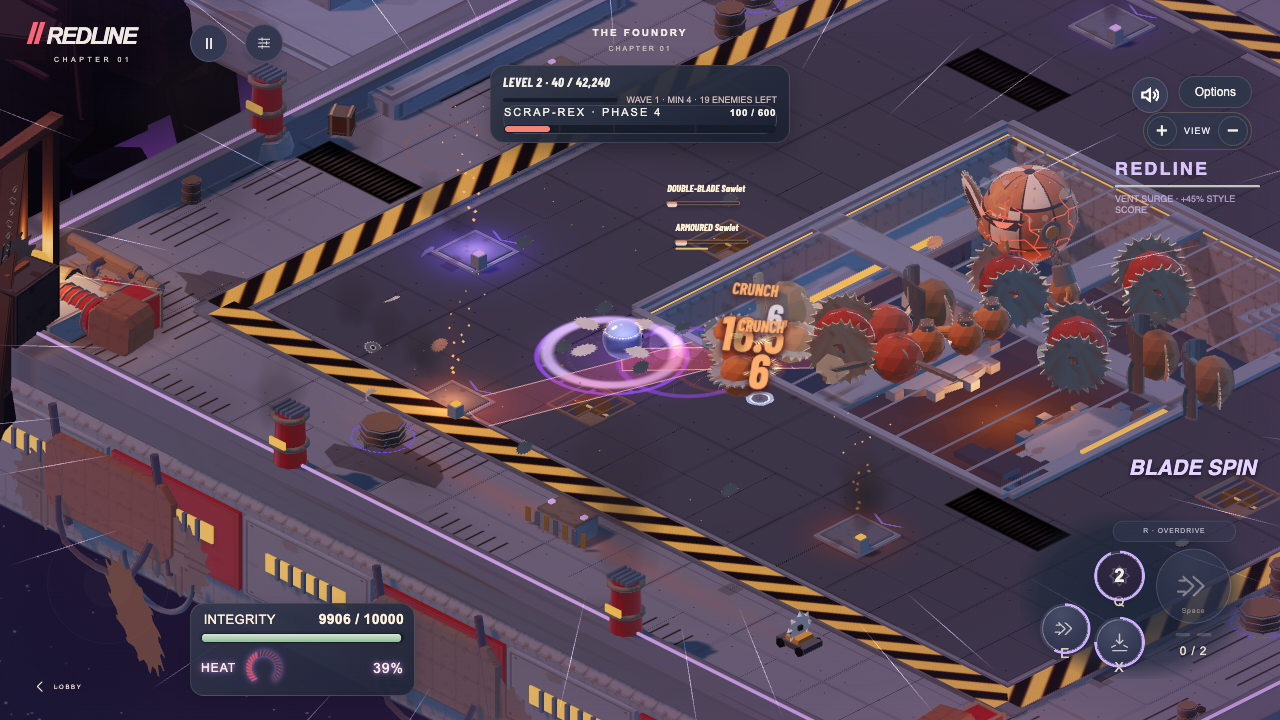 REDLINE
CHAPTER 01
THE FOUNDRY
CHAPTER 01
LEVEL 2 · 40 / 42,240
WAVE 1 · MIN 4 · 19 ENEMIES LEFT
SCRAP-REX · PHASE 4
100 / 600
Options
+ VIEW −
REDLINE
VENT SURGE · +45% STYLE
SCORE
DOUBLE-BLADE Sawlet
ARMOURED Sawlet
CRUNCH
6
CRUNCH
6
BLADE SPIN
R · OVERDRIVE
2
Q
Space
E
X
0 / 2
INTEGRITY 9906 / 10000
HEAT 39%
LOBBY